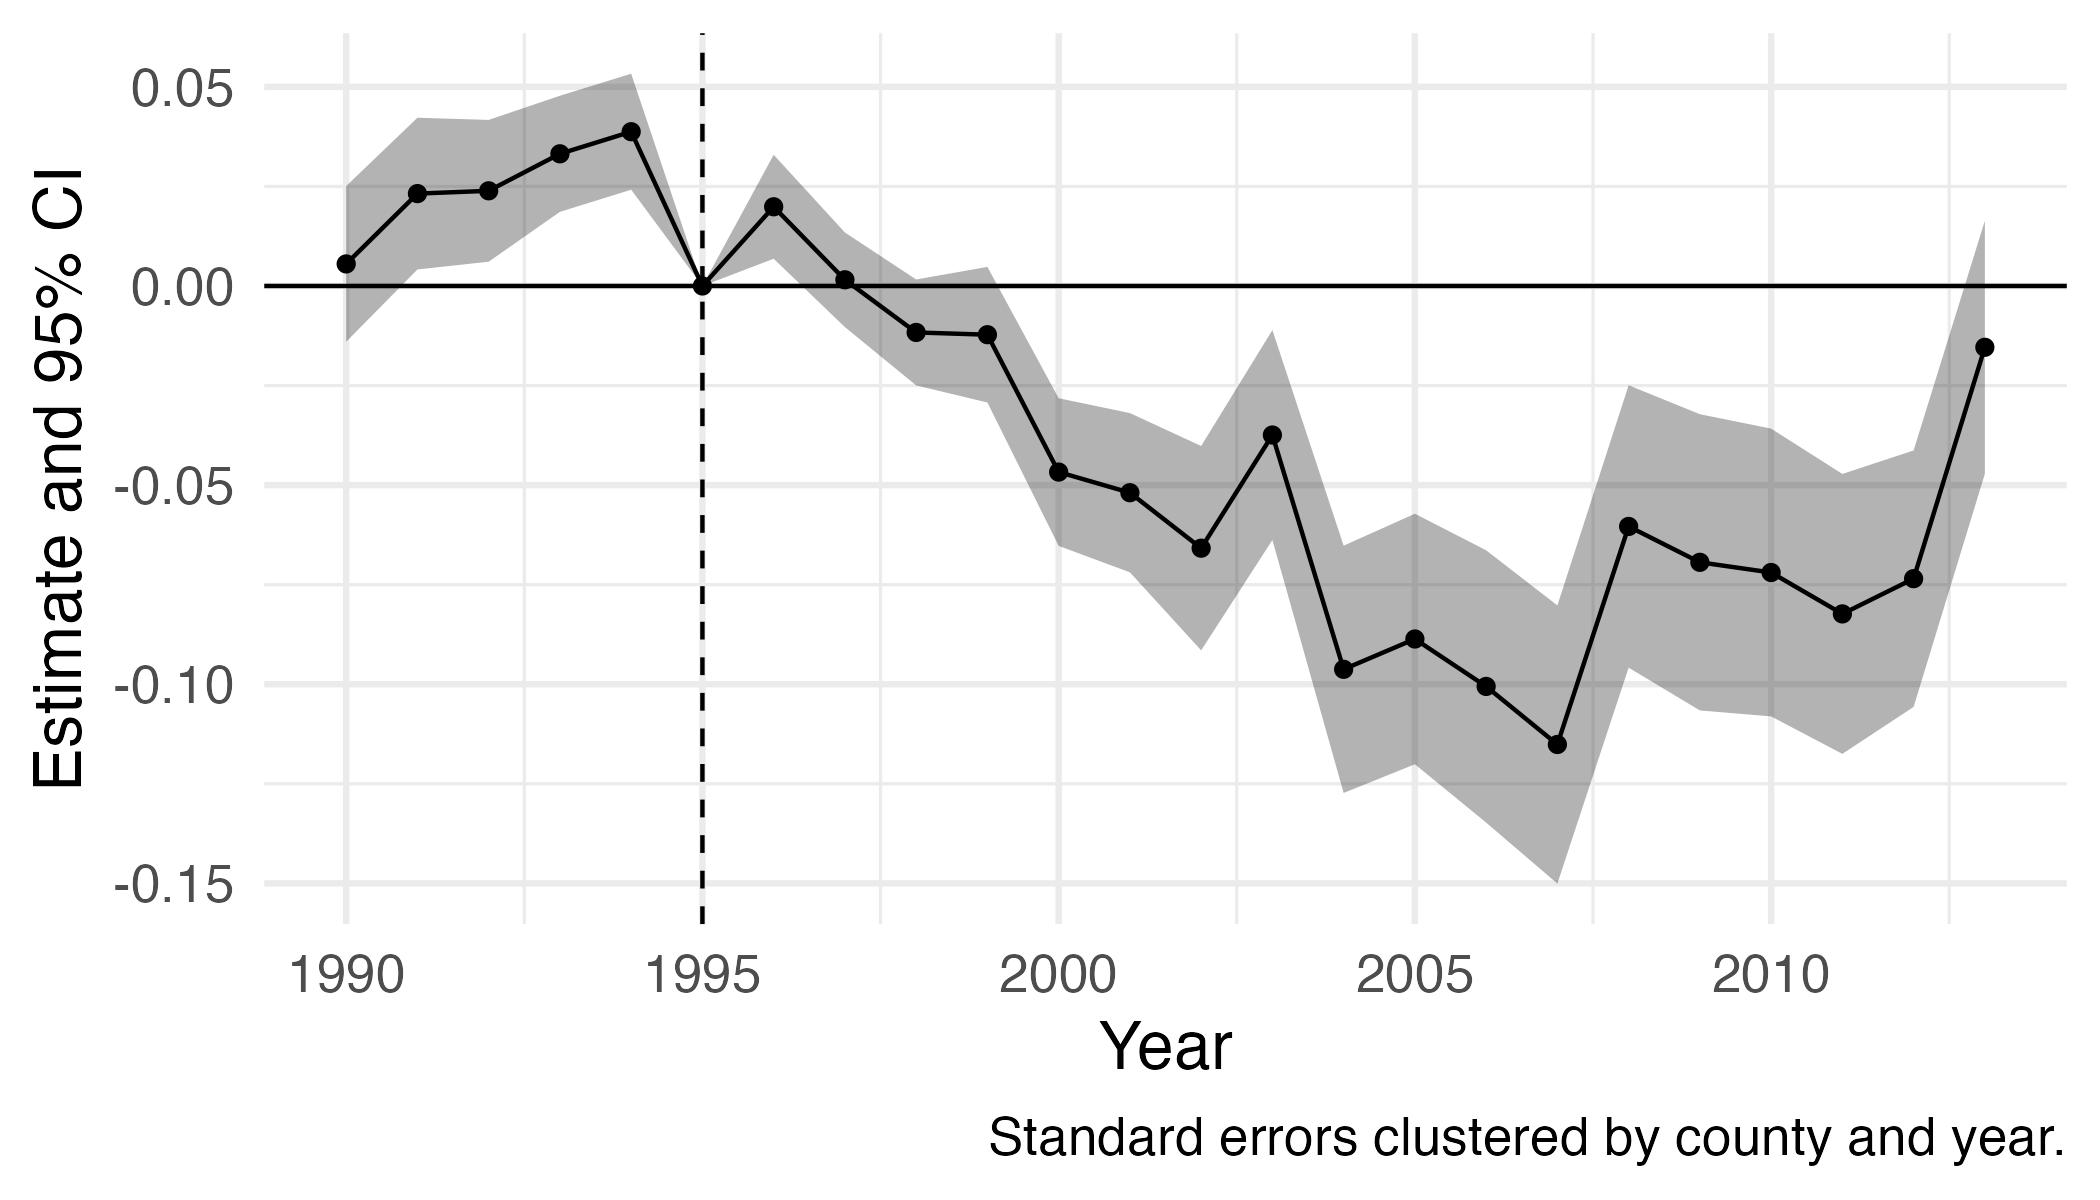 Estimate and 95% CI
0.05
0.00
-0.05
-0.10
-0.15
1990 1995 2000 2005 2010
Year
Standard errors clustered by county and year.